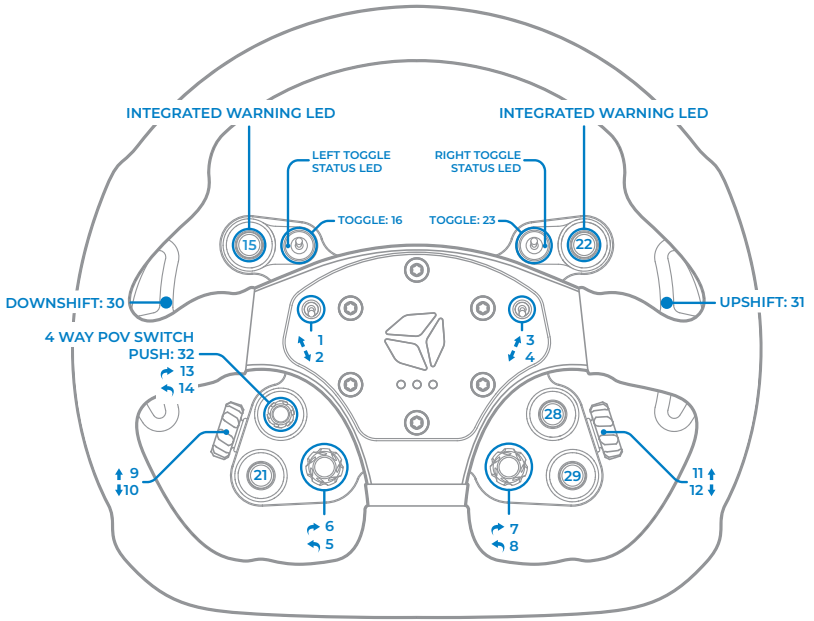 INTEGRATED WARNING LED
INTEGRATED WARNING LED
LEFT TOGGLE
STATUS LED
RIGHT TOGGLE
STATUS LED
TOGGLE: 16
TOGGLE: 23
15
22
DOWNSHIFT: 30
UPSHIFT: 31
4 WAY POV SWITCH
PUSH: 32
13
14
1
2
3
4
28
9
10
21
29
11
12
6
5
7
8